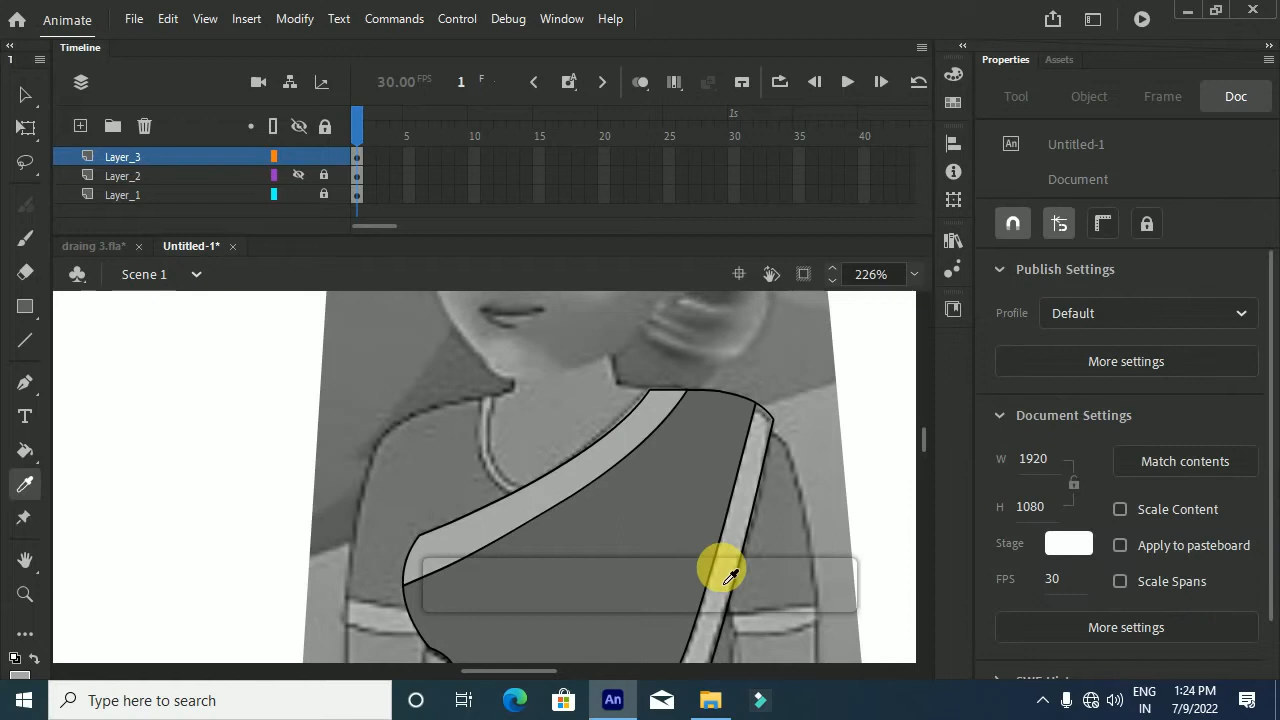 Animate
File Edit View Insert Modify Text Commands Control Debug Window Help
Timeline
30.00 FPS 1 F
1s
5 10 15 20 25 30 35 40
Layer_3
Layer_2
Layer_1
draing 3.fla* × Untitled-1* ×
Scene 1
226%
T
Properties Assets
Tool Object Frame Doc
An Untitled-1
Document
Publish Settings
Profile Default
More settings
Document Settings
W 1920
Match contents
H 1080
Scale Content
Stage
Apply to pasteboard
FPS 30
Scale Spans
More settings
Type here to search
An
ENG
IN
1:24 PM
7/9/2022